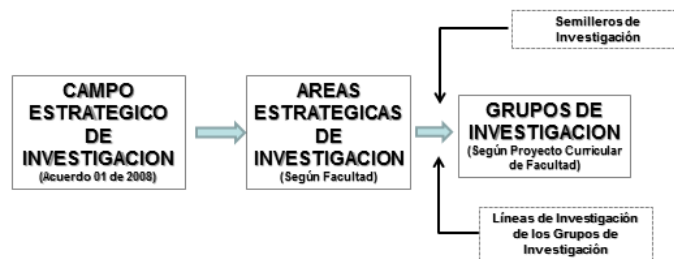 Semilleros de
Investigación
CAMPO
ESTRATEGICO
DE
INVESTIGACION
(Acuerdo 01 de 2008)
AREAS
ESTRATEGICAS
DE
INVESTIGACION
(Según Facultad)
GRUPOS DE
INVESTIGACION
(Según Proyecto Curricular
de Facultad)
Líneas de Investigación
de los Grupos de
Investigación